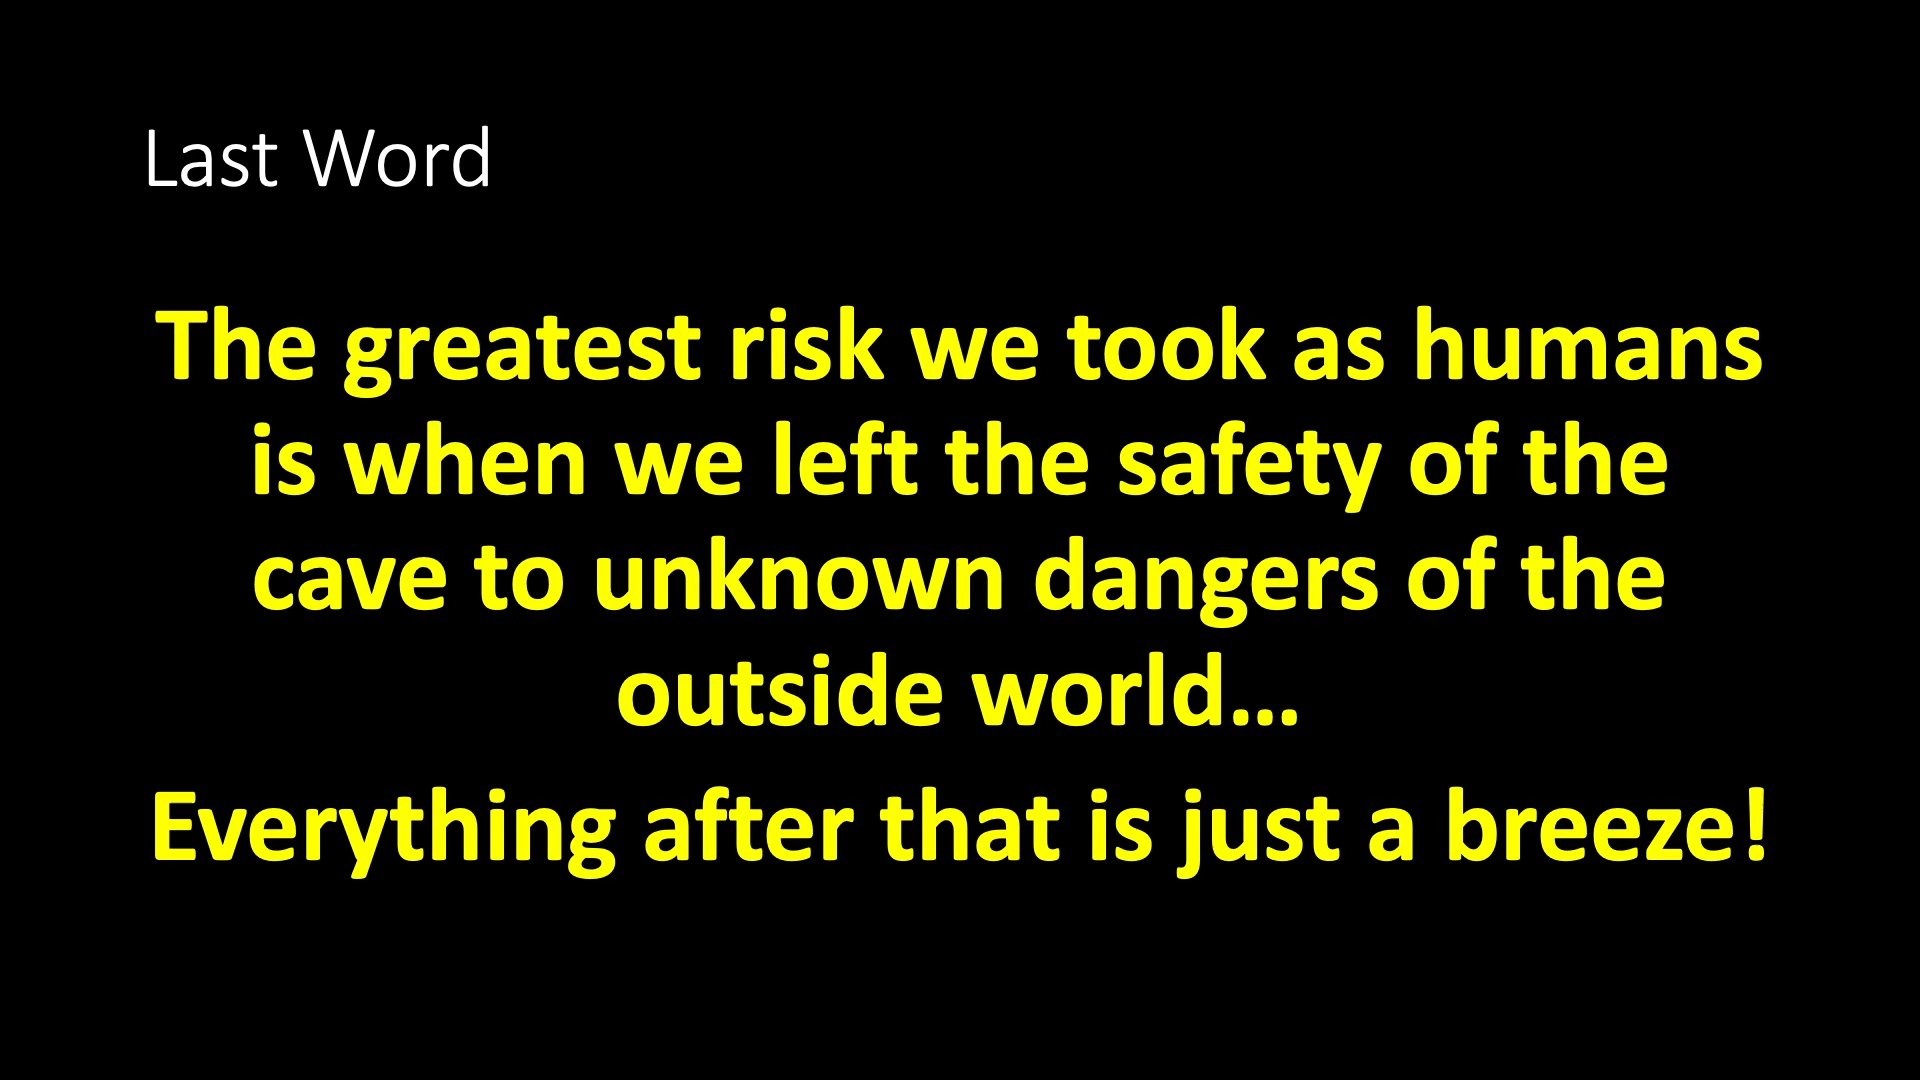 Last Word
The greatest risk we took as humans
is when we left the safety of the
cave to unknown dangers of the
outside world...
Everything after that is just a breeze!